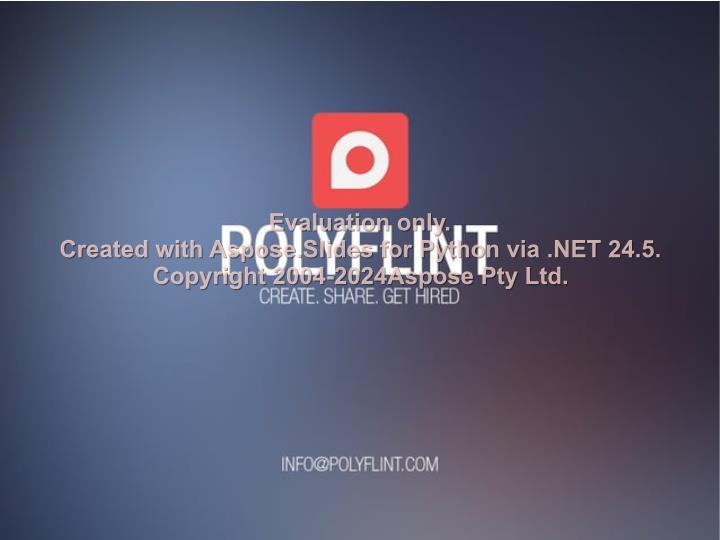 Evaluation only.
POLYFLINT
Created with Aspose.Slides for Python via .NET 24.5.
Copyright 2004-2024Aspose Pty Ltd.
CREATE. SHARE. GET HIRED
INFO@POLYFLINT.COM